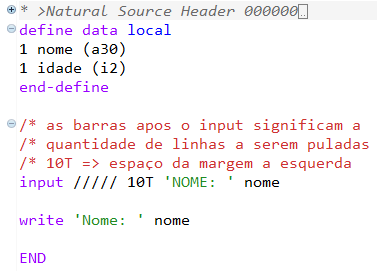 * >Natural Source Header 000000..
define data local
1 nome (a30)
1 idade (i2)
end-define
/* as barras apos o input significam a
/* quantidade de linhas a serem puladas
/* 10T => espaço da margem a esquerda
input ///// 10T 'NOME: ' nome
write 'Nome: ' nome
END